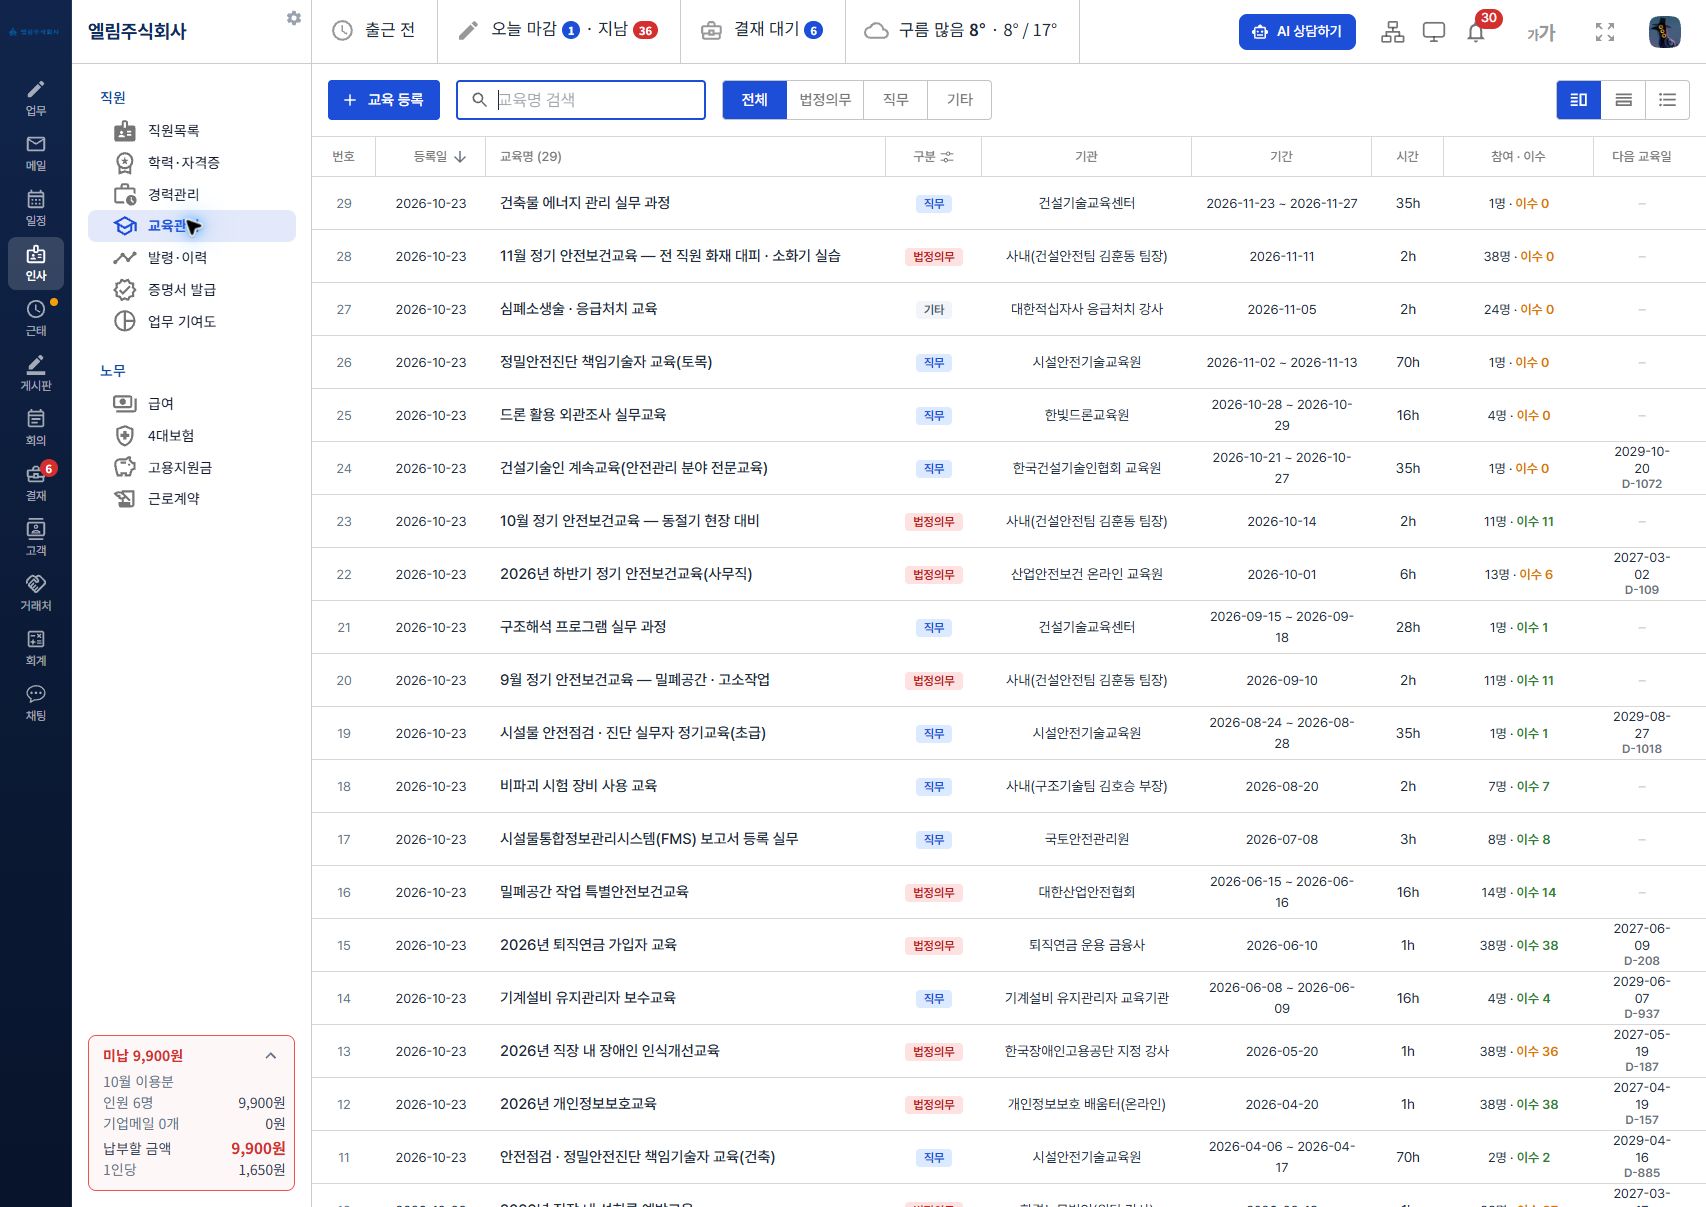 엘림주식회사
업무
메일
일정
인사
근태
게시판
회의
6
결재
고객
거래처
회계
채팅
엘림주식회사
직원
직원목록
학력·자격증
경력관리
교육관
발령·이력
증명서 발급
업무 기여도
노무
급여
4대보험
고용지원금
근로계약
미납 9,900원
10월 이용분
인원 6명 9,900원
기업메일 0개 0원
납부할 금액 9,900원
1인당 1,650원
출근 전
오늘 마감 1 · 지남 36
결재 대기 6
구름 많음 8° · 8° / 17°
AI 상담하기
30
가가
+ 교육 등록
교육명 검색
전체 법정의무 직무 기타
번호 등록일 교육명 (29) 구분 기관 기간 시간 참여 · 이수 다음 교육일
29 2026-10-23 건축물 에너지 관리 실무 과정 직무 건설기술교육센터 2026-11-23 ~ 2026-11-27 35h 1명 · 이수 0 –
28 2026-10-23 11월 정기 안전보건교육 — 전 직원 화재 대피 · 소화기 실습 법정의무 사내(건설안전팀 김훈동 팀장) 2026-11-11 2h 38명 · 이수 0 –
27 2026-10-23 심폐소생술 · 응급처치 교육 기타 대한적십자사 응급처치 강사 2026-11-05 2h 24명 · 이수 0 –
26 2026-10-23 정밀안전진단 책임기술자 교육(토목) 직무 시설안전기술교육원 2026-11-02 ~ 2026-11-13 70h 1명 · 이수 0 –
25 2026-10-23 드론 활용 외관조사 실무교육 직무 한빛드론교육원 2026-10-28 ~ 2026-10-
29 16h 4명 · 이수 0 –
24 2026-10-23 건설기술인 계속교육(안전관리 분야 전문교육) 직무 한국건설기술인협회 교육원 2026-10-21 ~ 2026-10-
27 35h 1명 · 이수 0 2029-10-
20
D-1072
23 2026-10-23 10월 정기 안전보건교육 — 동절기 현장 대비 법정의무 사내(건설안전팀 김훈동 팀장) 2026-10-14 2h 11명 · 이수 11 –
22 2026-10-23 2026년 하반기 정기 안전보건교육(사무직) 법정의무 산업안전보건 온라인 교육원 2026-10-01 6h 13명 · 이수 6 2027-03-
02
D-109
21 2026-10-23 구조해석 프로그램 실무 과정 직무 건설기술교육센터 2026-09-15 ~ 2026-09-
18 28h 1명 · 이수 1 –
20 2026-10-23 9월 정기 안전보건교육 — 밀폐공간 · 고소작업 법정의무 사내(건설안전팀 김훈동 팀장) 2026-09-10 2h 11명 · 이수 11 –
19 2026-10-23 시설물 안전점검 · 진단 실무자 정기교육(초급) 직무 시설안전기술교육원 2026-08-24 ~ 2026-08-
28 35h 1명 · 이수 1 2029-08-
27
D-1018
18 2026-10-23 비파괴 시험 장비 사용 교육 직무 사내(구조기술팀 김호승 부장) 2026-08-20 2h 7명 · 이수 7 –
17 2026-10-23 시설물통합정보관리시스템(FMS) 보고서 등록 실무 직무 국토안전관리원 2026-07-08 3h 8명 · 이수 8 –
16 2026-10-23 밀폐공간 작업 특별안전보건교육 법정의무 대한산업안전협회 2026-06-15 ~ 2026-06-
16 16h 14명 · 이수 14 –
15 2026-10-23 2026년 퇴직연금 가입자 교육 법정의무 퇴직연금 운용 금융사 2026-06-10 1h 38명 · 이수 38 2027-06-
09
D-208
14 2026-10-23 기계설비 유지관리자 보수교육 직무 기계설비 유지관리자 교육기관 2026-06-08 ~ 2026-06-
09 16h 4명 · 이수 4 2029-06-
07
D-937
13 2026-10-23 2026년 직장 내 장애인 인식개선교육 법정의무 한국장애인고용공단 지정 강사 2026-05-20 1h 38명 · 이수 36 2027-05-
19
D-187
12 2026-10-23 2026년 개인정보보호교육 법정의무 개인정보보호 배움터(온라인) 2026-04-20 1h 38명 · 이수 38 2027-04-
19
D-157
11 2026-10-23 안전점검 · 정밀안전진단 책임기술자 교육(건축) 직무 시설안전기술교육원 2026-04-06 ~ 2026-04-
17 70h 2명 · 이수 2 2029-04-
16
D-885
2027-03-